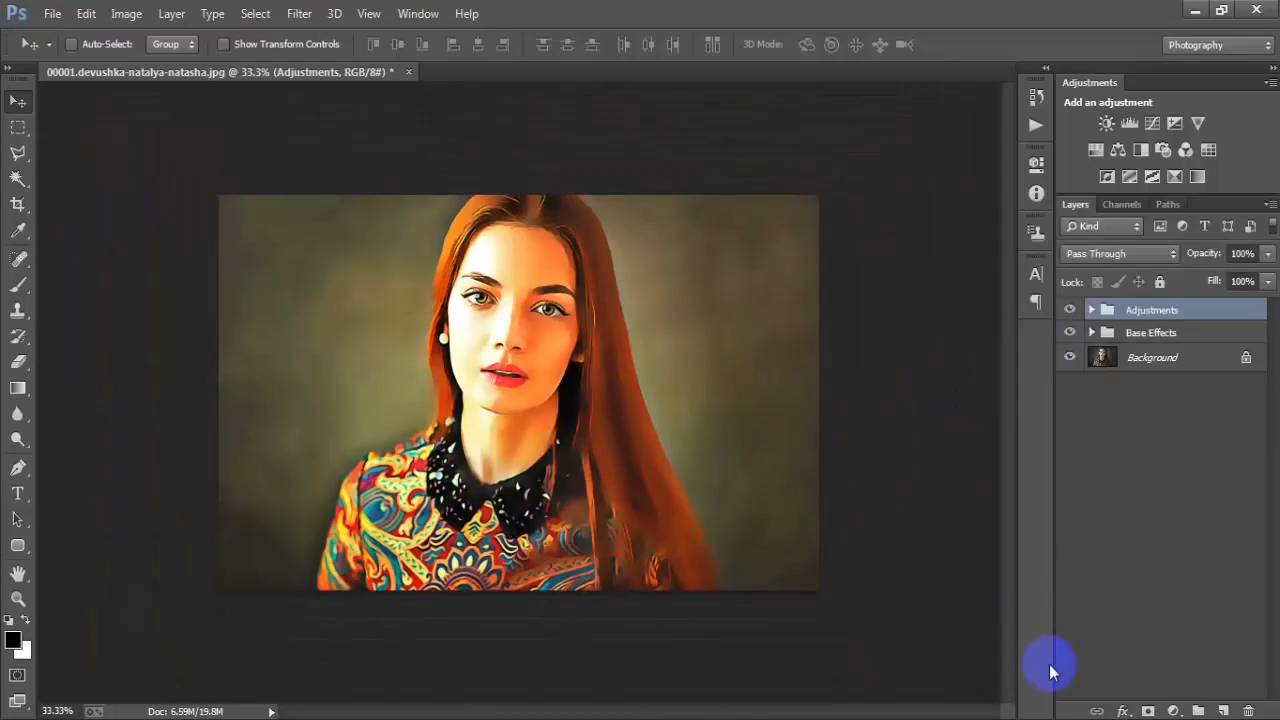 Ps File Edit Image Layer Type Select Filter 3D View Window Help
Auto-Select: Group Show Transform Controls 3D Mode: Photography
00001.devushka-natalya-natasha.jpg @ 33.3% (Adjustments, RGB/8#) *
Adjustments
Add an adjustment
Layers Channels Paths
Kind
Pass Through Opacity: 100%
Lock: Fill: 100%
Adjustments
Base Effects
Background
33.33% Doc: 6.59M/19.8M